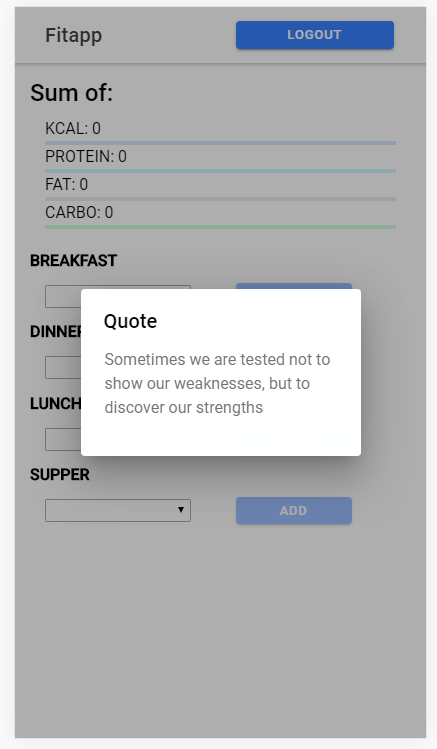 Fitapp
LOGOUT
Sum of:
KCAL: 0
PROTEIN: 0
FAT: 0
CARBO: 0
BREAKFAST
Quote
Sometimes we are tested not to
show our weaknesses, but to
discover our strengths
DINNE
LUNCH
SUPPER
ADD